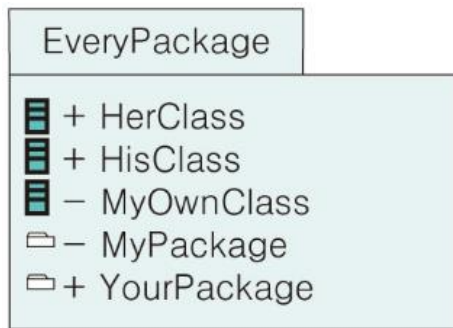 EveryPackage
+ HerClass
+ HisClass
− MyOwnClass
− MyPackage
+ YourPackage